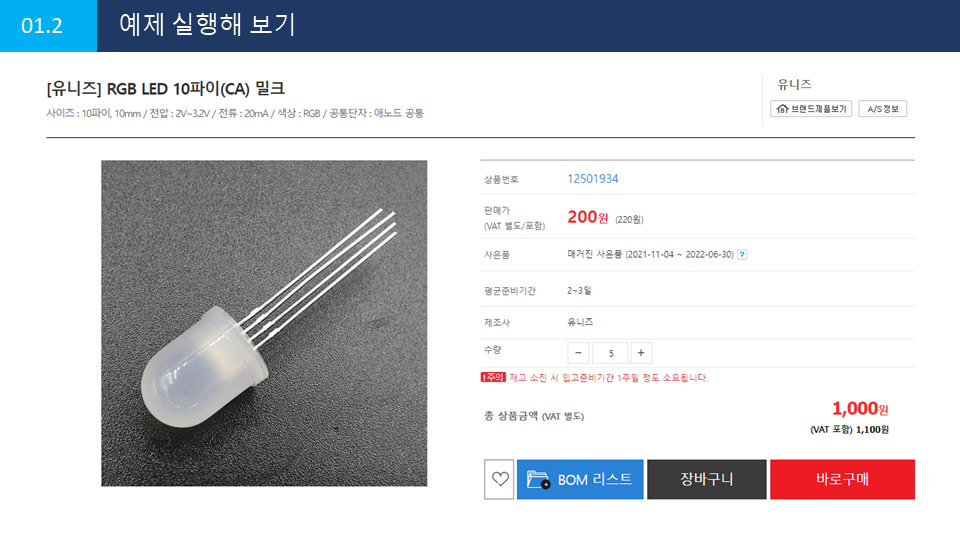 01.2
예제 실행해 보기
[유니즈] RGB LED 10파이(CA) 밀크
사이즈 : 10파이, 10mm / 전압 : 2V~3.2V / 전류 : 20mA / 색상 : RGB / 공통단자 : 애노드 공통
유니즈
브랜드제품보기
A/S정보
상품번호 12501934
판매가
(VAT 별도/포함) 200원 (220원)
사은품 매거진 사은품 (2021-11-04 ~ 2022-06-30) ?
평균준비기간 2~3일
제조사 유니즈
수량 − 5 +
!주의 재고 소진 시 입고준비기간 1주일 정도 소요됩니다.
총 상품금액 (VAT 별도) 1,000원
(VAT 포함) 1,100원
BOM 리스트
장바구니
바로구매